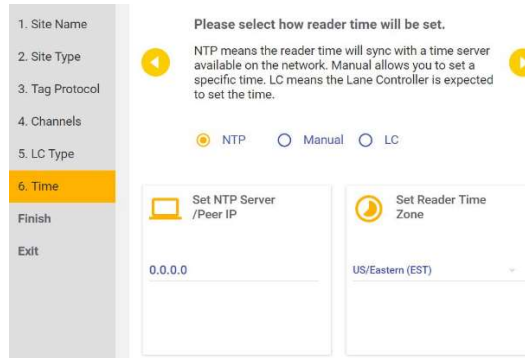 1. Site Name
2. Site Type
3. Tag Protocol
4. Channels
5. LC Type
6. Time
Finish
Exit
Please select how reader time will be set.
NTP means the reader time will sync with a time server
available on the network. Manual allows you to set a
specific time. LC means the Lane Controller is expected
to set the time.
NTP
Manual
LC
Set NTP Server
/Peer IP
0.0.0.0
Set Reader Time
Zone
US/Eastern (EST)